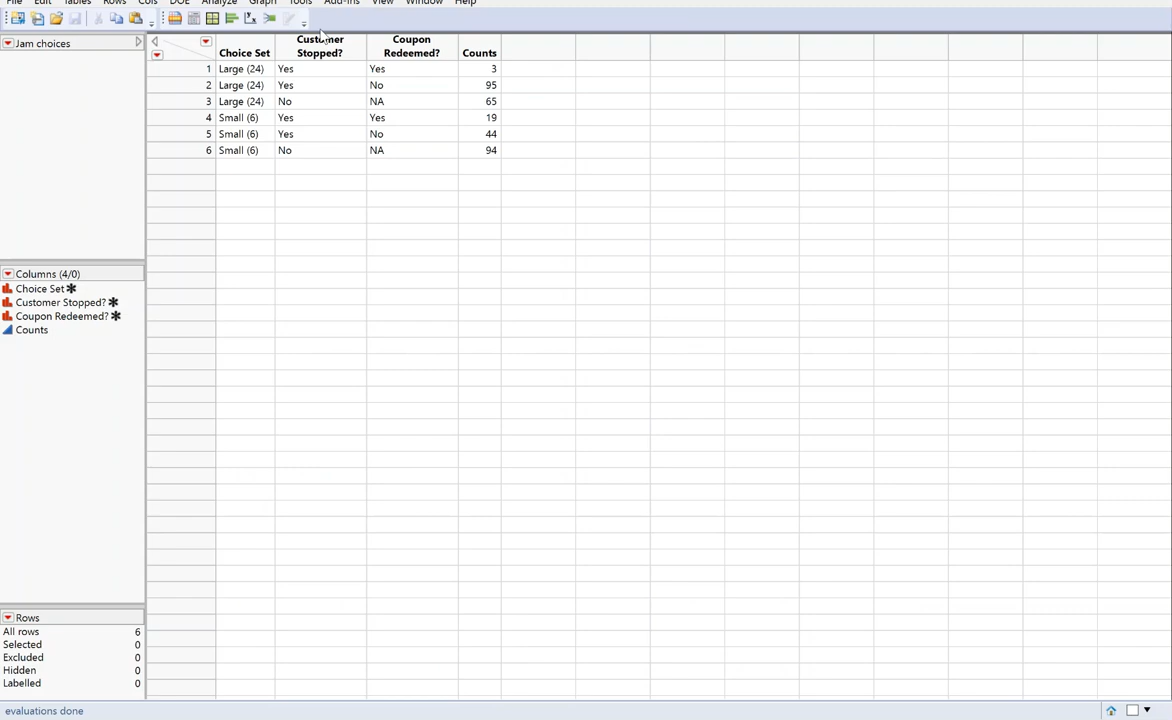 File Edit Tables Rows Cols DOE Analyze Graph Tools Add-Ins View Window Help
Jam choices
Choice Set Customer Stopped? Coupon Redeemed? Counts
1 Large (24) Yes Yes 3
2 Large (24) Yes No 95
3 Large (24) No NA 65
4 Small (6) Yes Yes 19
5 Small (6) Yes No 44
6 Small (6) No NA 94
Columns (4/0)
Choice Set
Customer Stopped?
Coupon Redeemed?
Counts
Rows
All rows 6
Selected 0
Excluded 0
Hidden 0
Labelled 0
evaluations done